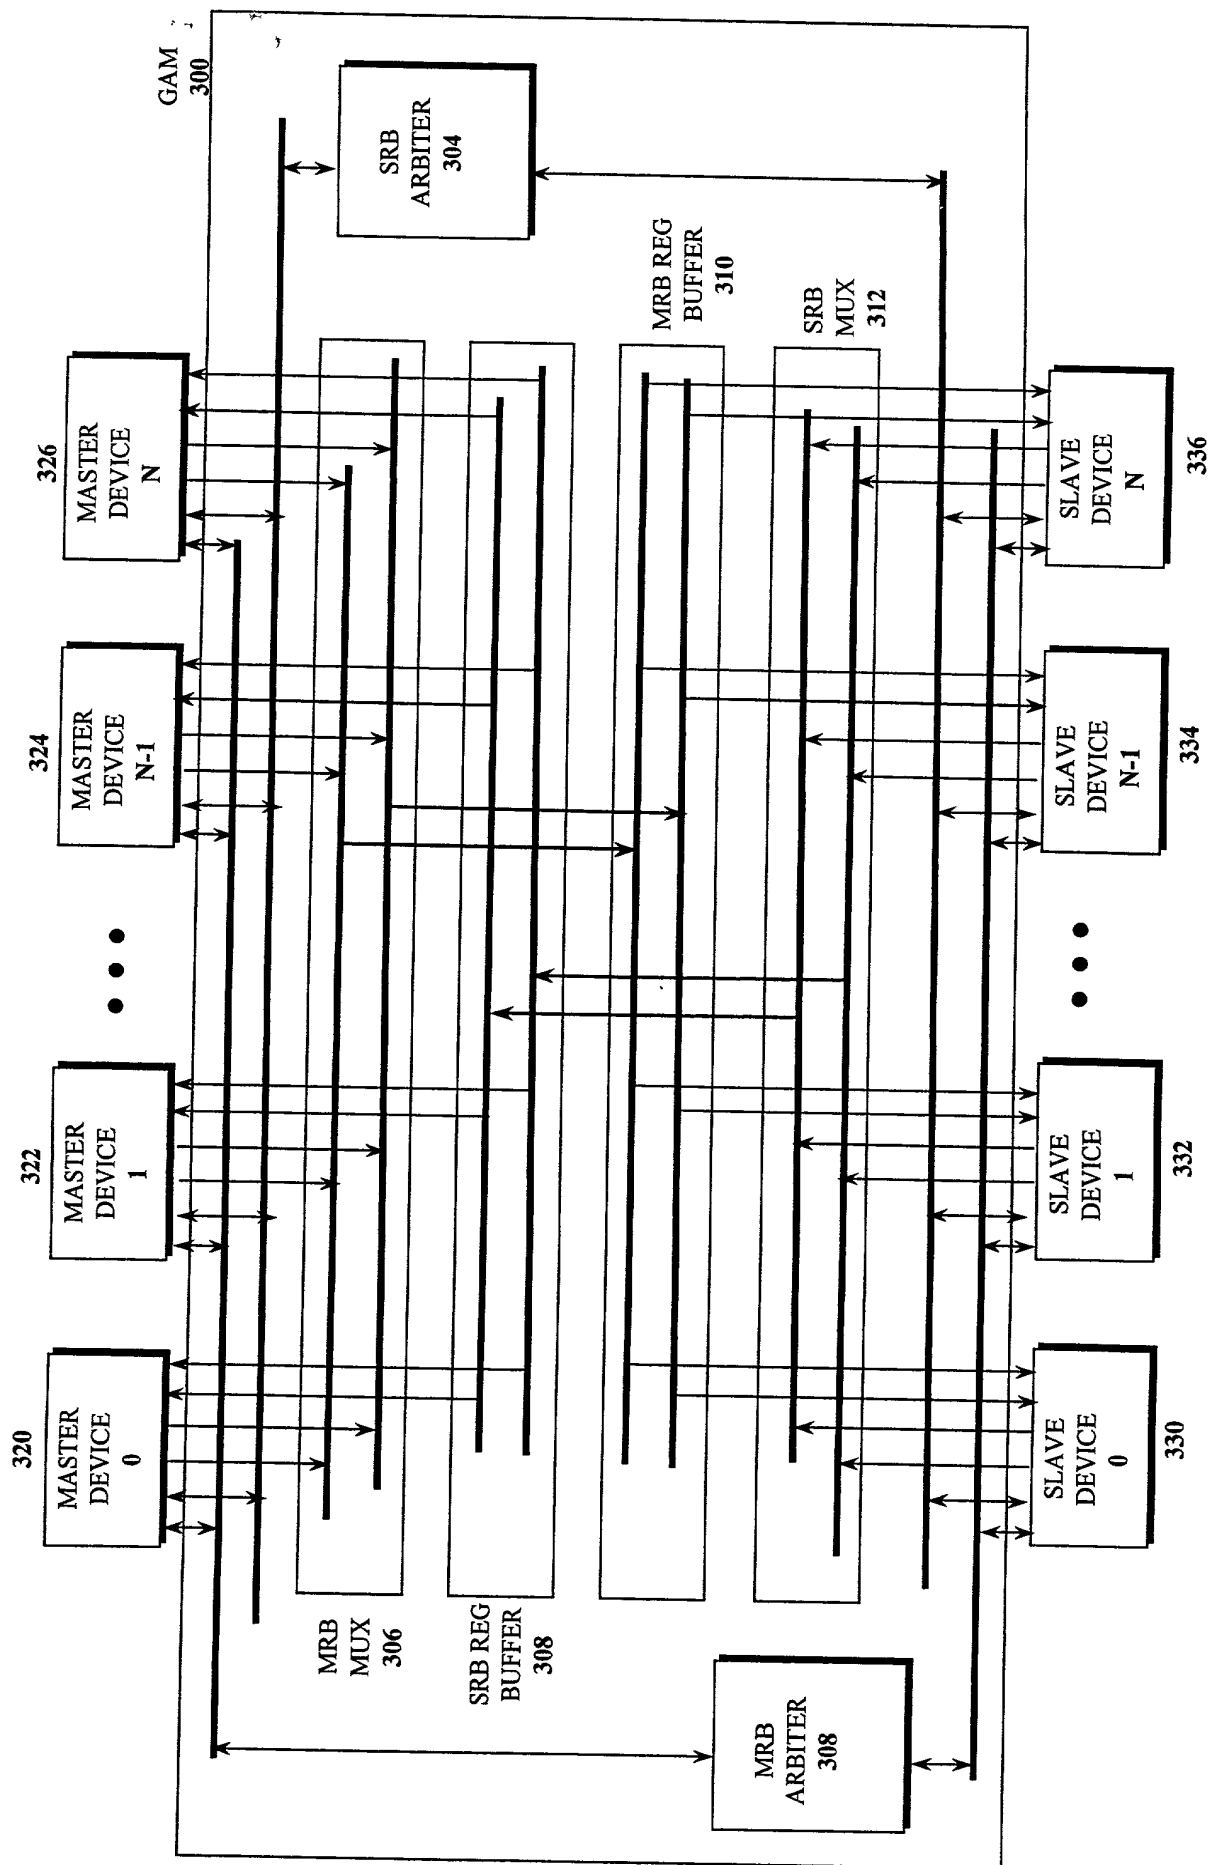 GAM
300
MASTER
DEVICE
0
320
MASTER
DEVICE
1
322
MASTER
DEVICE
N-1
324
MASTER
DEVICE
N
326
SRB
ARBITER
304
MRB
MUX
306
SRB REG
BUFFER
308
MRB REG
BUFFER
310
SRB
MUX
312
MRB
ARBITER
308
SLAVE
DEVICE
0
330
SLAVE
DEVICE
1
332
SLAVE
DEVICE
N-1
334
SLAVE
DEVICE
N
336